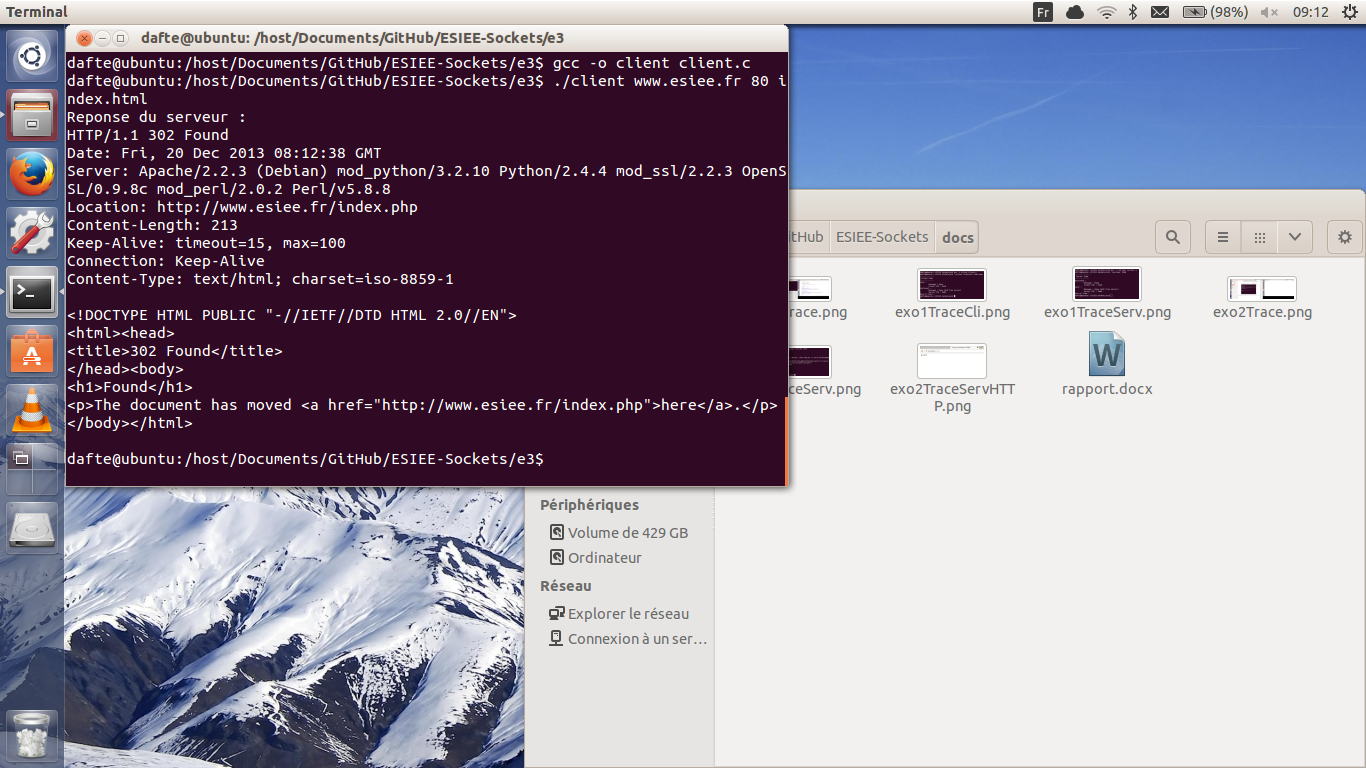 Terminal
Fr
(98%)
09:12
dafte@ubuntu: /host/Documents/GitHub/ESIEE-Sockets/e3
dafte@ubuntu:/host/Documents/GitHub/ESIEE-Sockets/e3$ gcc -o client client.c
dafte@ubuntu:/host/Documents/GitHub/ESIEE-Sockets/e3$ ./client www.esiee.fr 80 i
ndex.html
Reponse du serveur :
HTTP/1.1 302 Found
Date: Fri, 20 Dec 2013 08:12:38 GMT
Server: Apache/2.2.3 (Debian) mod_python/3.2.10 Python/2.4.4 mod_ssl/2.2.3 OpenS
SL/0.9.8c mod_perl/2.0.2 Perl/v5.8.8
Location: http://www.esiee.fr/index.php
Content-Length: 213
Keep-Alive: timeout=15, max=100
Connection: Keep-Alive
Content-Type: text/html; charset=iso-8859-1
<!DOCTYPE HTML PUBLIC "-//IETF//DTD HTML 2.0//EN">
<html><head>
<title>302 Found</title>
</head><body>
<h1>Found</h1>
<p>The document has moved <a href="http://www.esiee.fr/index.php">here</a>.</p>
</body></html>
dafte@ubuntu:/host/Documents/GitHub/ESIEE-Sockets/e3$
itHub
ESIEE-Sockets
docs
race.png
exo1TraceCli.png
exo1TraceServ.png
exo2Trace.png
ceServ.png
exo2TraceServHTT
P.png
W
rapport.docx
Périphériques
Volume de 429 GB
Ordinateur
Réseau
Explorer le réseau
Connexion à un ser…